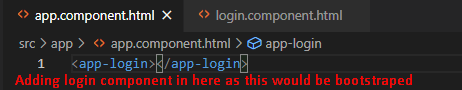 app.component.html × login.component.html
src > app > app.component.html > app-login
1 <app-login></app-login>
Adding login component in here as this would be bootstraped